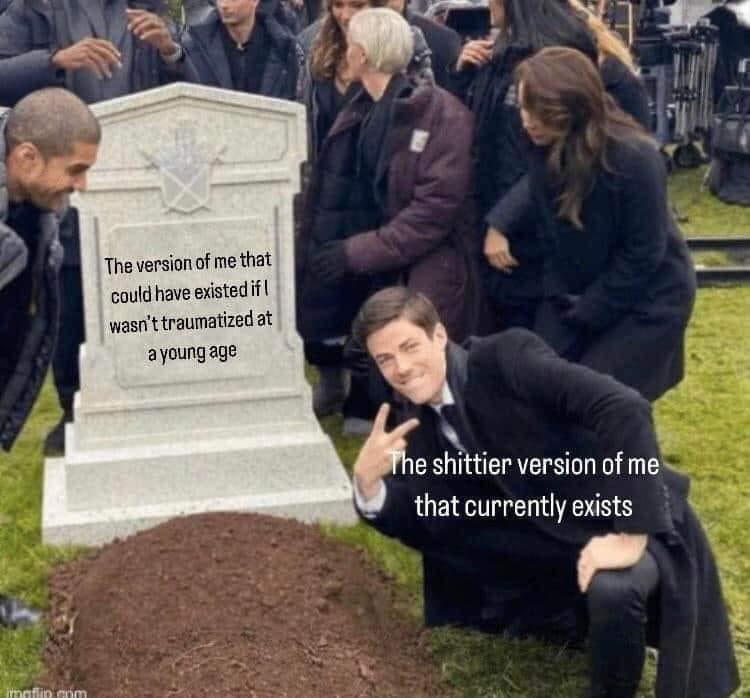 The version of me that
could have existed if I
wasn't traumatized at
a young age
The shittier version of me
that currently exists
imgflip.com